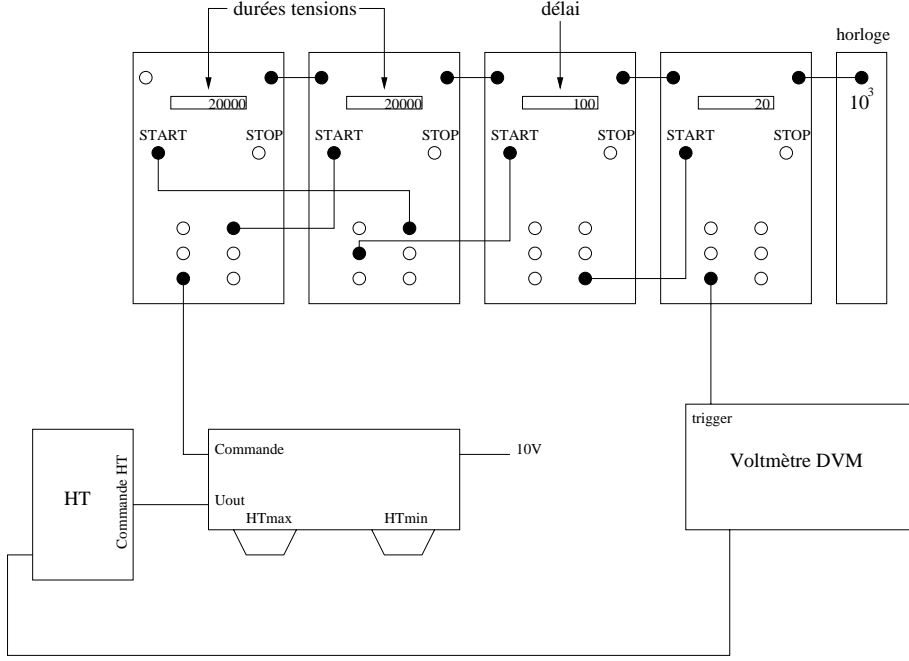 durées tensions
délai
horloge
20000
20000
100
20
10³
START STOP
START STOP
START STOP
START STOP
HT
Commande HT
Commande
10V
Uout
HTmax
HTmin
trigger
Voltmètre DVM